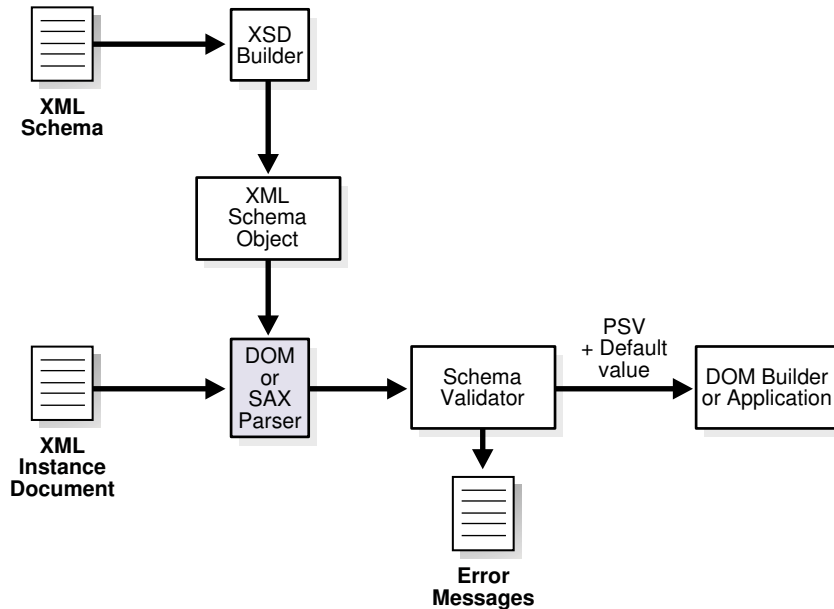 XSD
Builder
XML
Schema
XML
Schema
Object
DOM
or
SAX
Parser
Schema
Validator
PSV
+ Default
value
DOM Builder
or Application
XML
Instance
Document
Error
Messages